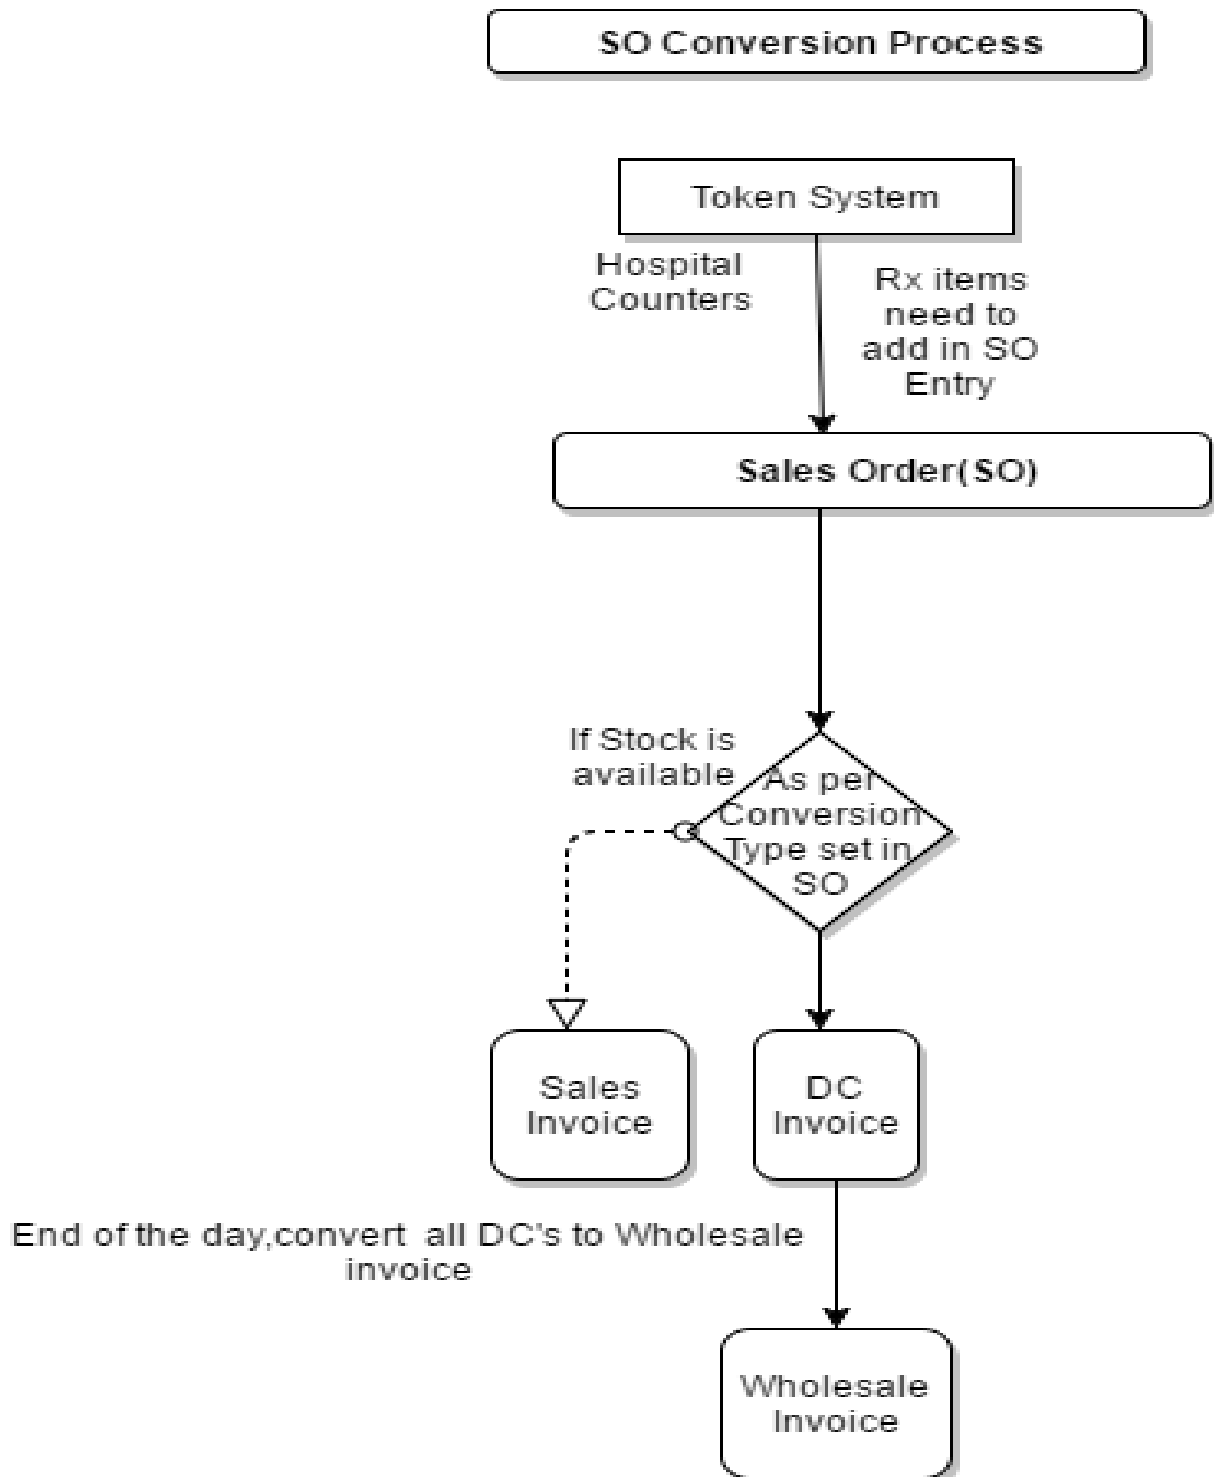 SO Conversion Process
Token System
Hospital
Counters
Rx items
need to
add in SO
Entry
Sales Order(SO)
If Stock is
available
As per
Conversion
Type set in
SO
Sales
Invoice
DC
Invoice
End of the day,convert all DC's to Wholesale
invoice
Wholesale
Invoice